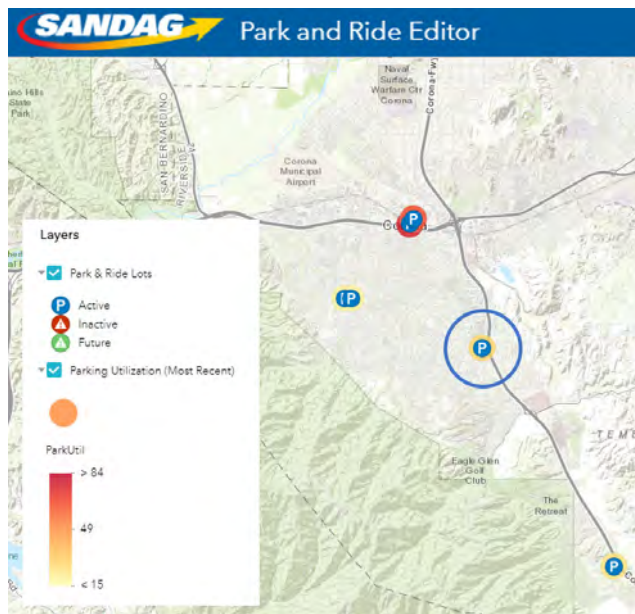 SANDAG Park and Ride Editor
Naval
Surface
Warfare Ctr
Corona
Corona-Fwy
State
Park
SAN BERNARDINO
RIVERSIDE
Corona
Municipal
Airport
Layers
Park & Ride Lots
P Active
Inactive
Future
Parking Utilization (Most Recent)
ParkUtil
> 84
49
< 15
P
P
P
P
Eagle Glen
Golf
Club
The
Retreat